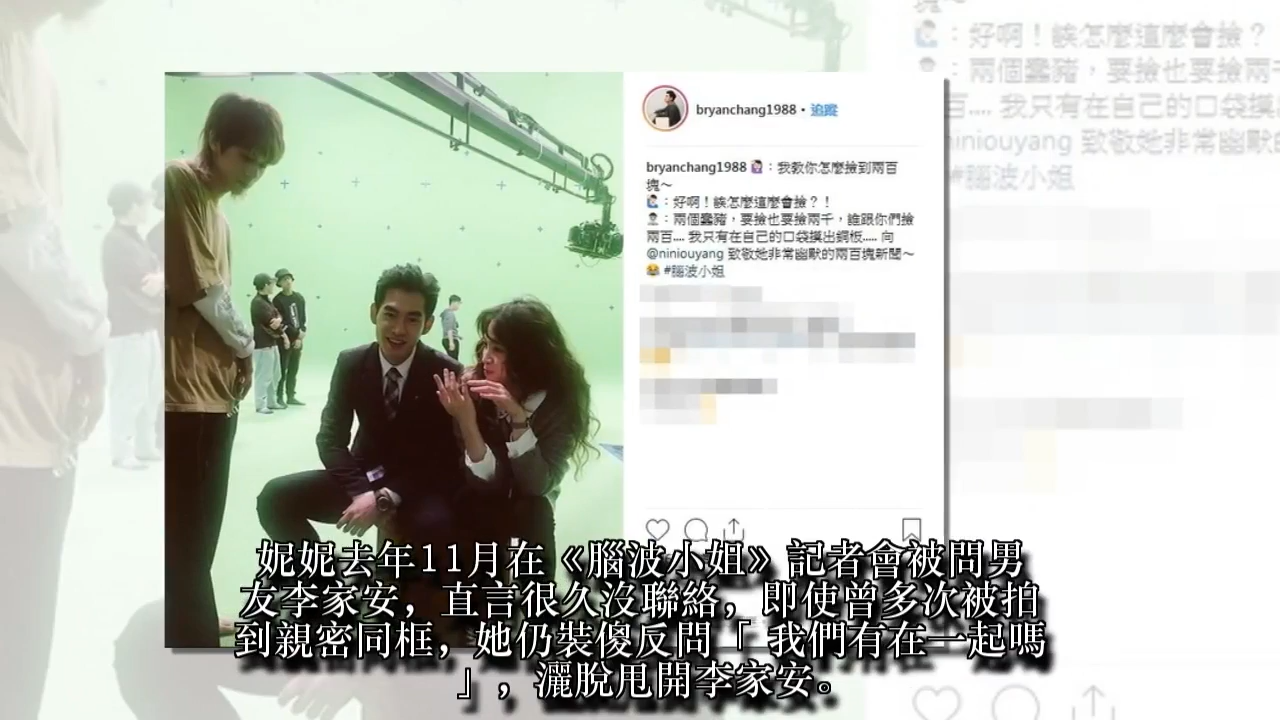 bryanchang1988 • 追蹤
bryanchang1988 🙋🏻‍♀️：我教你怎麼撿到兩百
塊～
🙋🏻‍♂️：好啊！誒怎麼這麼會撿？！
👨🏻‍✈️：兩個蠢豬，要撿也要撿兩千，誰跟你們撿
兩百.... 我只有在自己的口袋摸出銅板..... 向
@niniouyang 致敬她非常幽默的兩百塊新聞～
😂 #腦波小姐
塊～
：好啊！誒怎麼這麼會撿？
：兩個蠢豬，要撿也要撿兩千
百.... 我只有在自己的口袋摸出
niniouyang 致敬她非常幽默的
#腦波小姐
妮妮去年11月在《腦波小姐》記者會被問男
友李家安，直言很久沒聯絡，即使曾多次被拍
到親密同框，她仍裝傻反問「 我們有在一起嗎
」，灑脫甩開李家安。